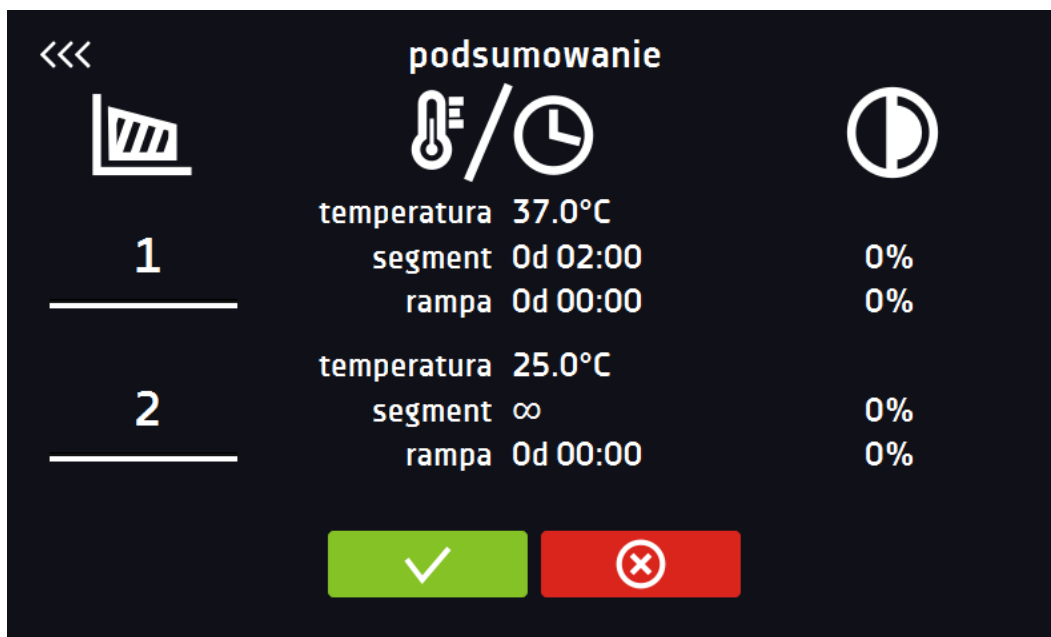 <<< podsumowanie
temperatura 37.0°C
1 segment 0d 02:00 0%
rampa 0d 00:00 0%
temperatura 25.0°C
2 segment ∞ 0%
rampa 0d 00:00 0%